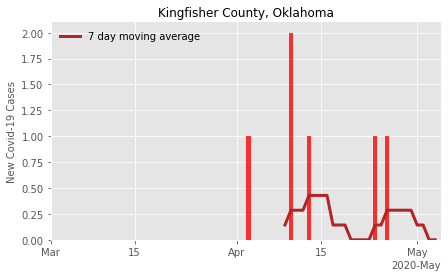 Kingfisher County, Oklahoma
7 day moving average
New Covid-19 Cases
2.00
1.75
1.50
1.25
1.00
0.75
0.50
0.25
0.00
Mar
15
Apr
15
May
2020-May